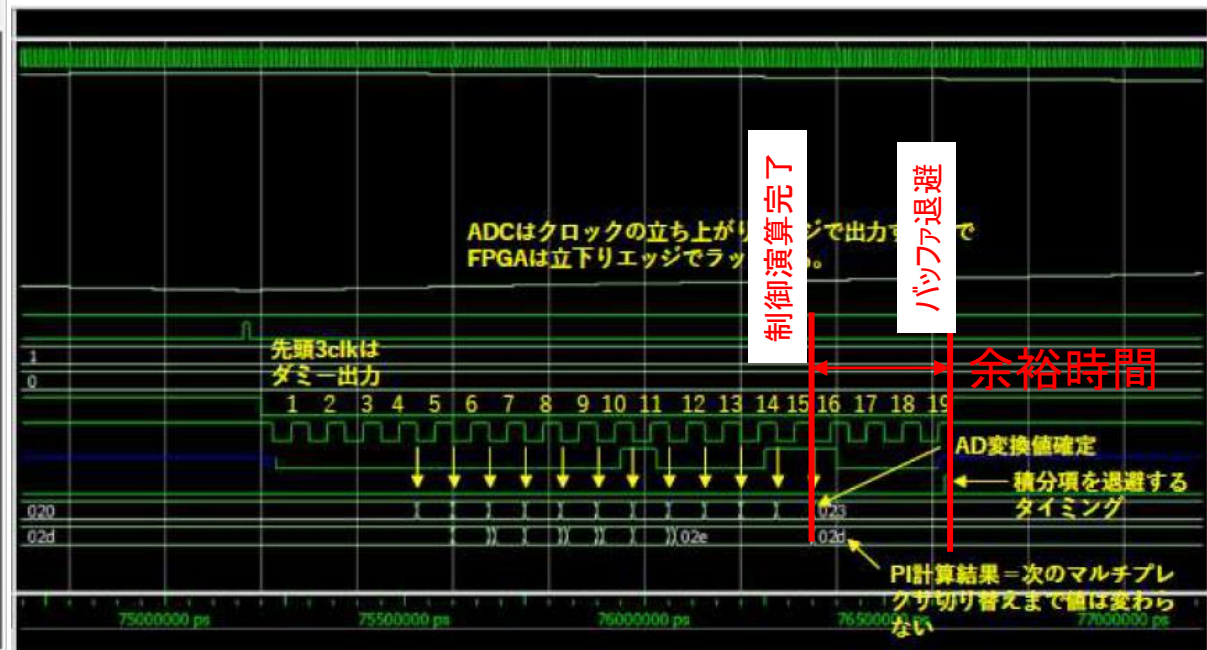 制御演算完了
バッファ退避
ADCはクロックの立ち上が
ジで出力す
で
FPGAは立下りエッジでラッ
る。
先頭3clkは
ダミー出力
余裕時間
1
0
1 2 3 4 5 6 7 8 9 10 11 12 13 14 15 16 17 18 19
AD変換値確定
積分項を退避する
タイミング
020
023
02d
02e
02d
PI計算結果=次のマルチプレ
クサ切り替えまで値は変わら
ない
75000000 ps
75500000 ps
76000000 ps
77000000 ps